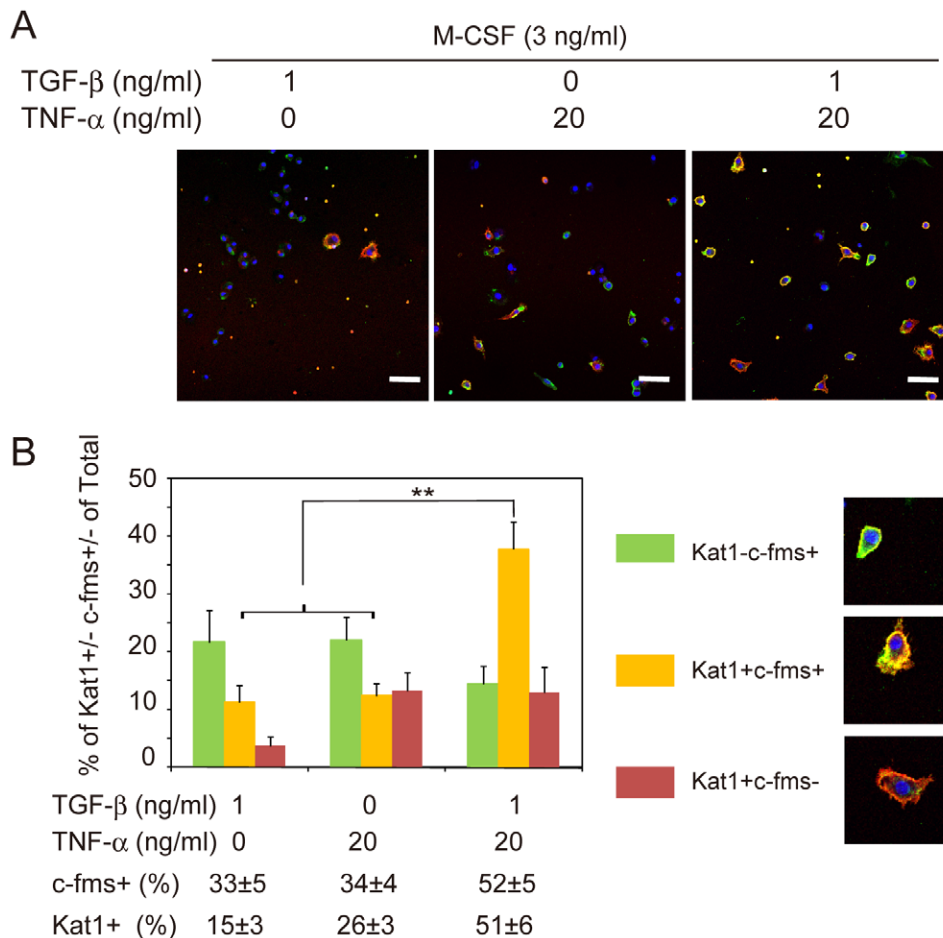 A
M-CSF (3 ng/ml)
TGF-β (ng/ml) 1 0 1
TNF-α (ng/ml) 0 20 20
B
% of Kat1+/- c-fms+/- of Total
50
40
30
20
10
0
**
Kat1-c-fms+
Kat1+c-fms+
Kat1+c-fms-
TGF-β (ng/ml) 1 0 1
TNF-α (ng/ml) 0 20 20
c-fms+ (%) 33±5 34±4 52±5
Kat1+ (%) 15±3 26±3 51±6